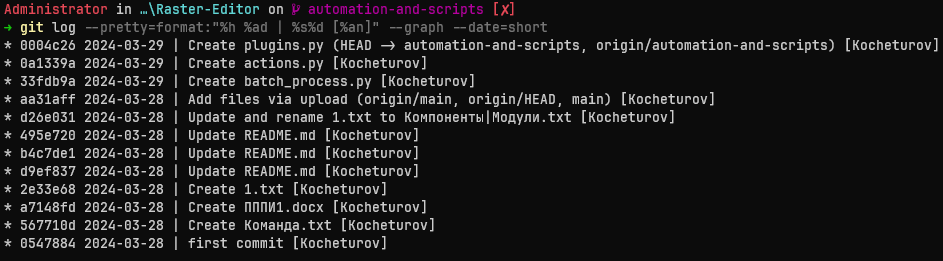 Administrator in …\Raster-Editor on automation-and-scripts [✗]
➜ git log --pretty=format:"%h %ad | %s%d [%an]" --graph --date=short
* 0004c26 2024-03-29 | Create plugins.py (HEAD -> automation-and-scripts, origin/automation-and-scripts) [Kocheturov]
* 0a1339a 2024-03-29 | Create actions.py [Kocheturov]
* 33fdb9a 2024-03-29 | Create batch_process.py [Kocheturov]
* aa31aff 2024-03-28 | Add files via upload (origin/main, origin/HEAD, main) [Kocheturov]
* d26e031 2024-03-28 | Update and rename 1.txt to Компоненты|Модули.txt [Kocheturov]
* 495e720 2024-03-28 | Update README.md [Kocheturov]
* b4c7de1 2024-03-28 | Update README.md [Kocheturov]
* d9ef837 2024-03-28 | Update README.md [Kocheturov]
* 2e33e68 2024-03-28 | Create 1.txt [Kocheturov]
* a7148fd 2024-03-28 | Create ПППИ1.docx [Kocheturov]
* 567710d 2024-03-28 | Create Команда.txt [Kocheturov]
* 0547884 2024-03-28 | first commit [Kocheturov]